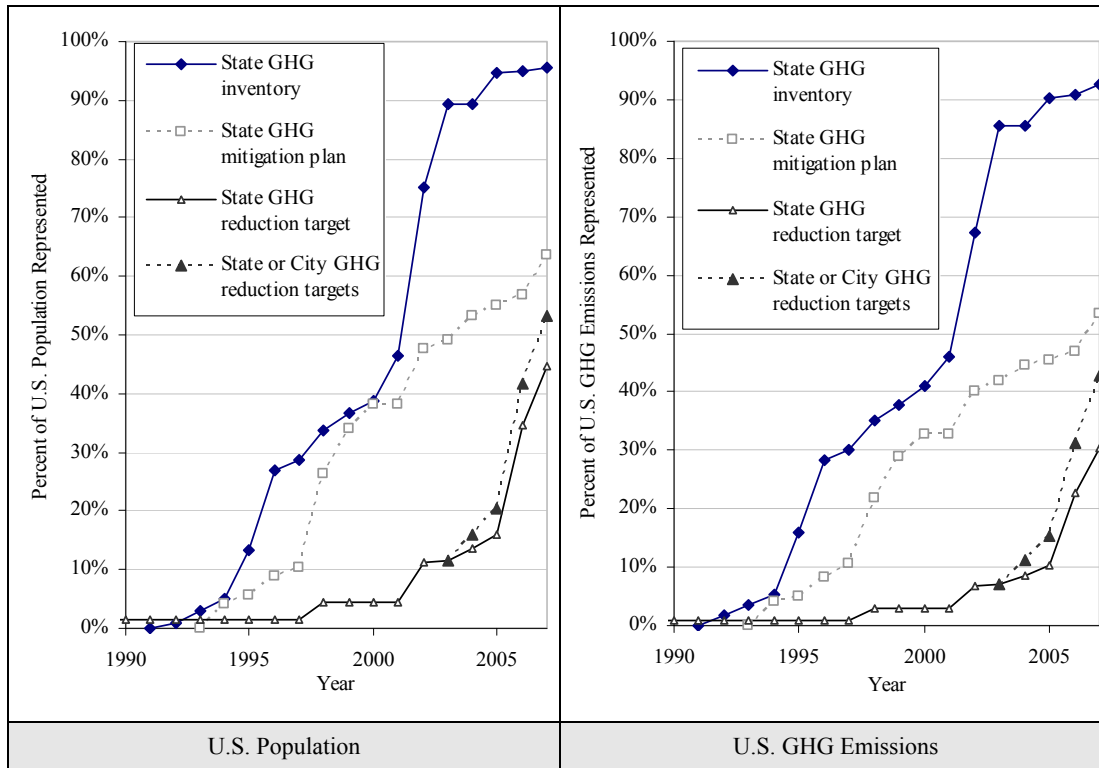 100%
90%
80%
70%
60%
50%
40%
30%
20%
10%
0%
Percent of U.S. Population Represented
State GHG
inventory
State GHG
mitigation plan
State GHG
reduction target
State or City GHG
reduction targets
1990
1995
2000
2005
Year
U.S. Population
100%
90%
80%
70%
60%
50%
40%
30%
20%
10%
0%
Percent of U.S. GHG Emissions Represented
State GHG
inventory
State GHG
mitigation plan
State GHG
reduction target
State or City GHG
reduction targets
1990
1995
2000
2005
Year
U.S. GHG Emissions